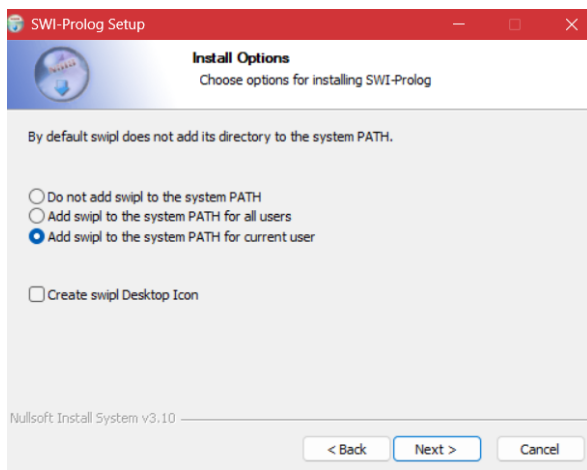 SWI-Prolog Setup
Install Options
Choose options for installing SWI-Prolog
By default swipl does not add its directory to the system PATH.
Do not add swipl to the system PATH
Add swipl to the system PATH for all users
Add swipl to the system PATH for current user
Create swipl Desktop Icon
Nullsoft Install System v3.10
< Back Next > Cancel